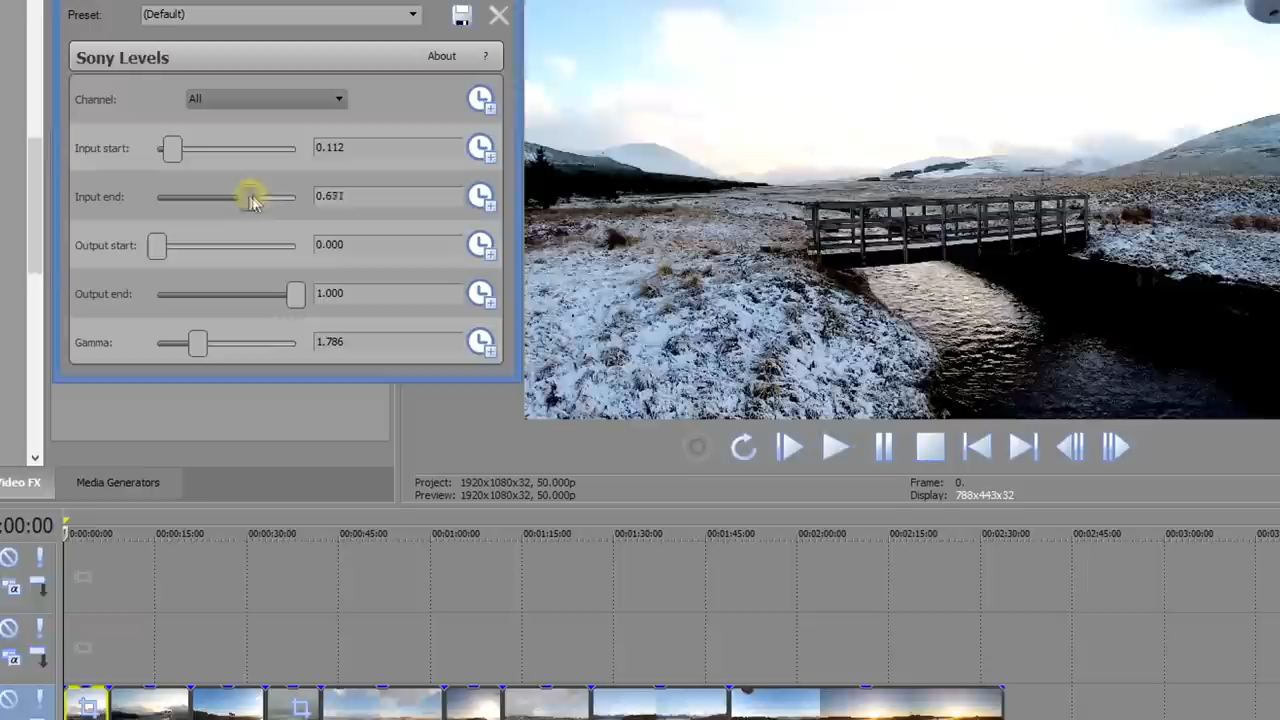 Preset: (Default)
Sony Levels About ?
Channel: All
Input start: 0.112
Input end:
Output start: 0.000
Output end: 1.000
Gamma: 1.786
Video FX Media Generators
Project: 1920x1080x32, 50.000p Frame: 0.
Preview: 1920x1080x32, 50.000p Display: 788x443x32
:00:00 0:00:00:00 00:00:15:00 00:00:30:00 00:00:45:00 00:01:00:00 00:01:15:00 00:01:30:00 00:01:45:00 00:02:00:00 00:02:15:00 00:02:30:00 00:02:45:00 00:03:00:00 00:03